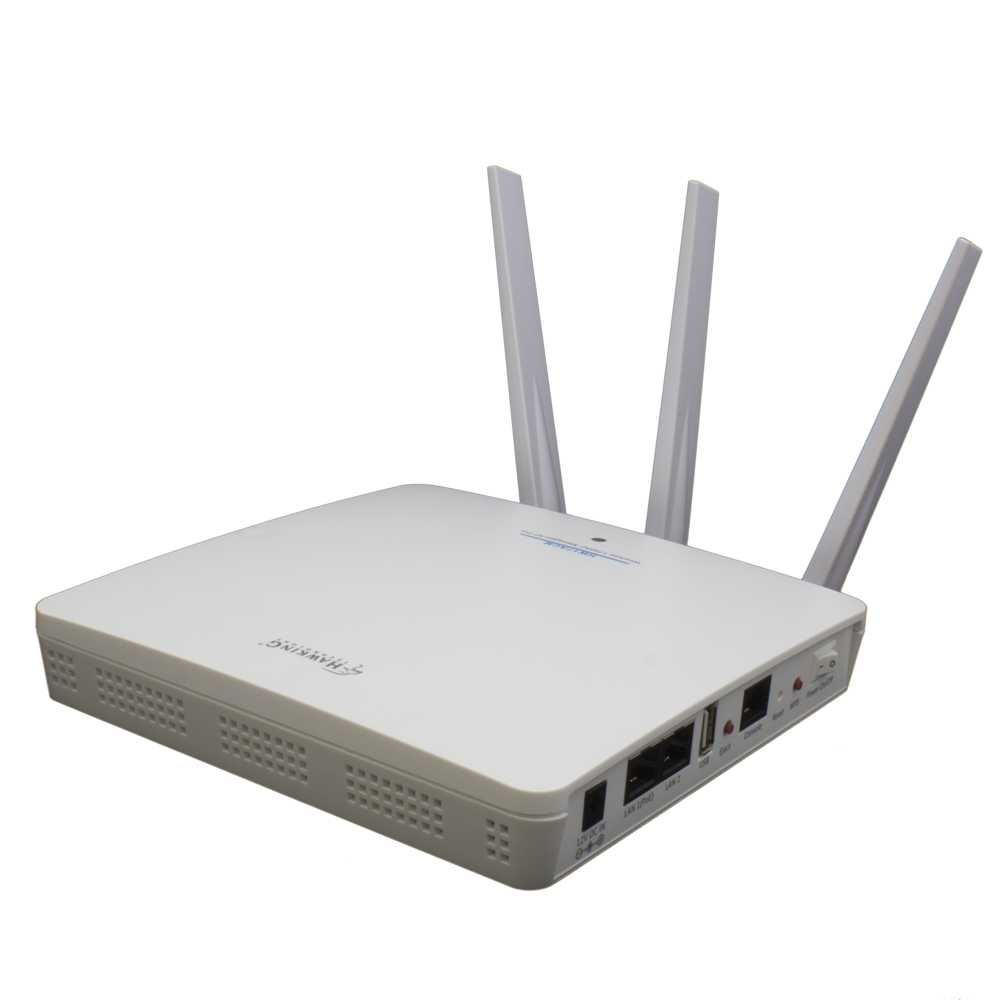 HAWKING
12V DC IN
LAN 1(PoE)
LAN 2
USB
Eject
Console
Reset
WPS
Power On/Off